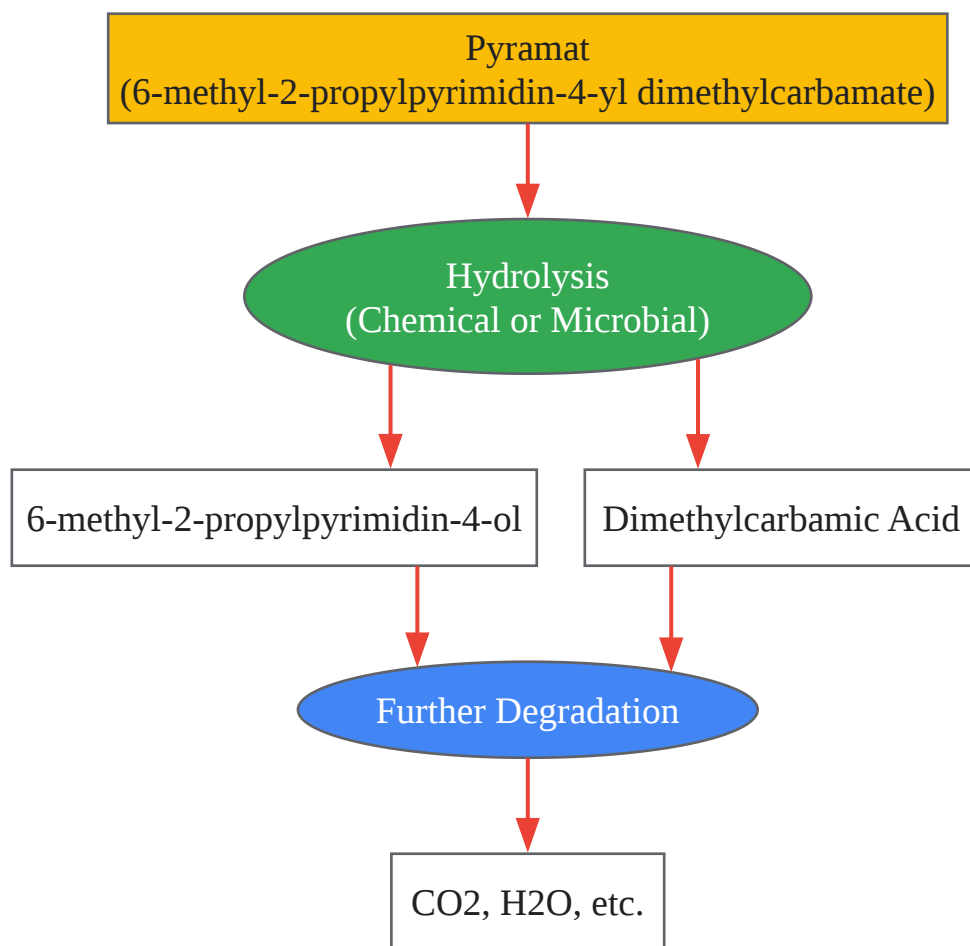 Pyramat
(6-methyl-2-propylpyrimidin-4-yl dimethylcarbamate)
Hydrolysis
(Chemical or Microbial)
6-methyl-2-propylpyrimidin-4-ol
Dimethylcarbamic Acid
Further Degradation
CO2, H2O, etc.